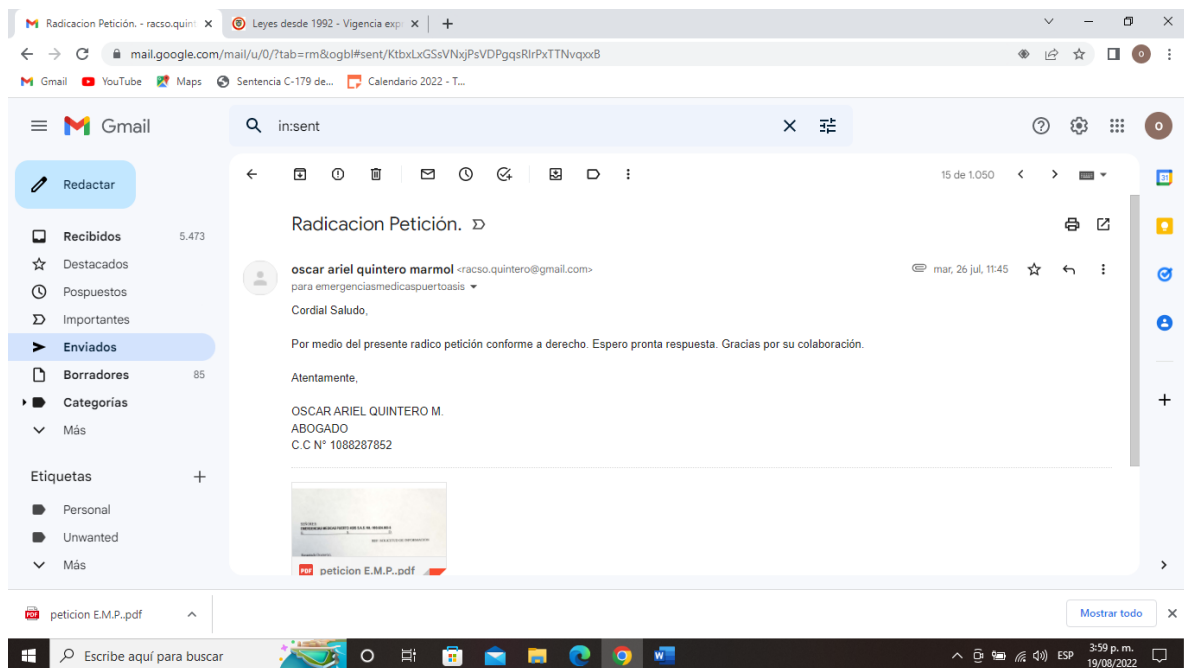 Radicacion Petición. - racso.quint
Leyes desde 1992 - Vigencia exp
mail.google.com/mail/u/0/?tab=rm&ogbl#sent/KtbxLxGSsVNxjPsVDPgqsRlrPxTTNvqxxB
Gmail
YouTube
Maps
Sentencia C-179 de...
Calendario 2022 - T...
Gmail
in:sent
Redactar
15 de 1.050
Radicacion Petición.
Recibidos 5.473
Destacados
Pospuestos
Importantes
Enviados
Borradores 85
Categorías
Más
Etiquetas
Personal
Unwanted
Más
oscar ariel quintero marmol <racso.quintero@gmail.com>
mar, 26 jul, 11:45
para emergenciasmedicaspuertoasis
Cordial Saludo,
Por medio del presente radico petición conforme a derecho. Espero pronta respuesta. Gracias por su colaboración.
Atentamente,
OSCAR ARIEL QUINTERO M.
ABOGADO
C.C N° 1088287852
PDF peticion E.M.P..pdf
31
peticion E.M.P..pdf
Mostrar todo
Escribe aquí para buscar
ESP
3:59 p. m.
19/08/2022